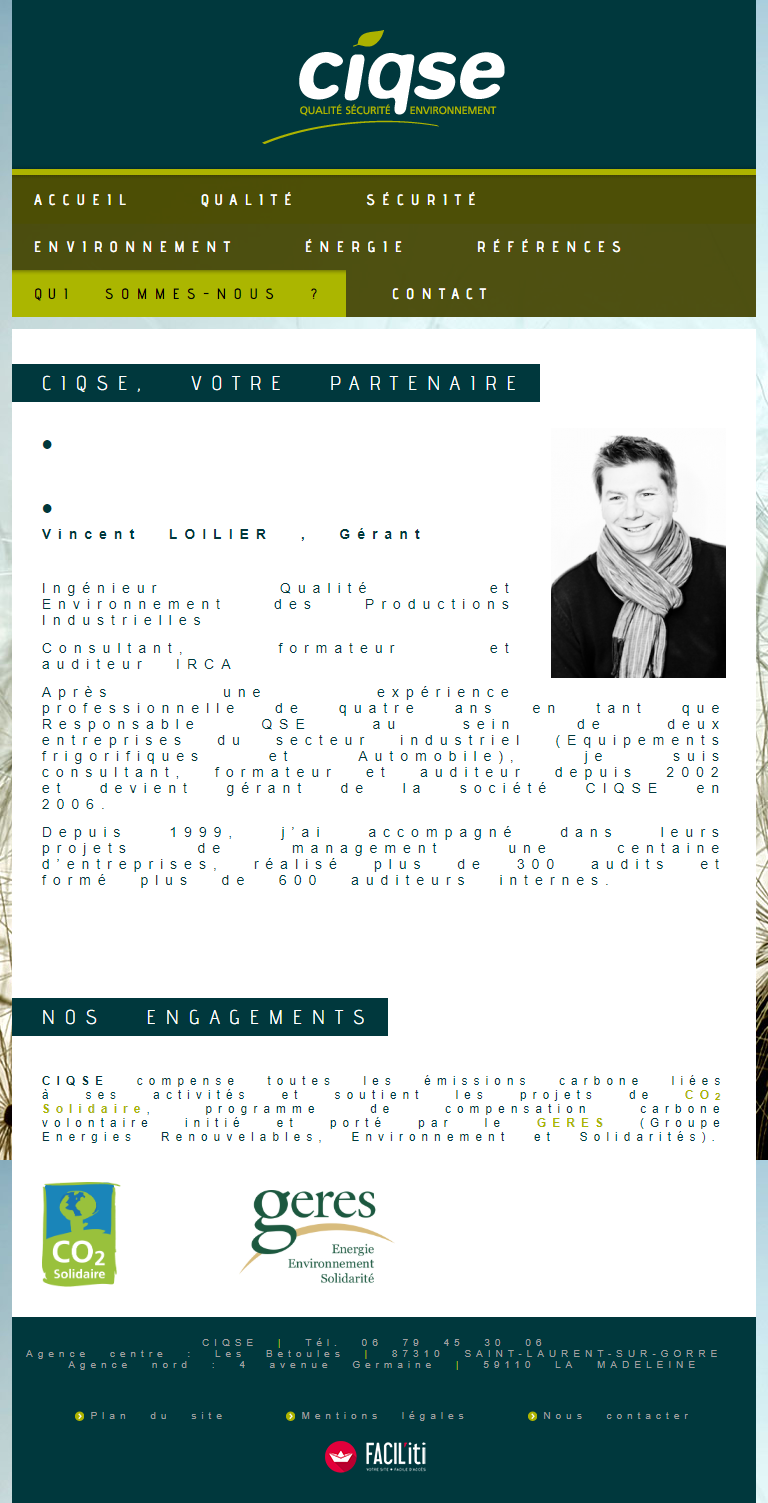 ciqse
QUALITÉ SÉCURITÉ ENVIRONNEMENT
ACCUEIL QUALITÉ SÉCURITÉ
ENVIRONNEMENT ÉNERGIE RÉFÉRENCES
QUI SOMMES-NOUS ? CONTACT
CIQSE, VOTRE PARTENAIRE
Vincent LOILIER , Gérant
Ingénieur Qualité et
Environnement des Productions
Industrielles
Consultant, formateur et
auditeur IRCA
Après une expérience
professionnelle de quatre ans en tant que
Responsable QSE au sein de deux
entreprises du secteur industriel (Equipements
frigorifiques et Automobile), je suis
consultant, formateur et auditeur depuis 2002
et devient gérant de la société CIQSE en
2006.
Depuis 1999, j’ai accompagné dans leurs
projets de management une centaine
d’entreprises, réalisé plus de 300 audits et
formé plus de 600 auditeurs internes.
NOS ENGAGEMENTS
CIQSE compense toutes les émissions carbone liées
à ses activités et soutient les projets de CO₂
Solidaire, programme de compensation carbone
volontaire initié et porté par le GERES (Groupe
Energies Renouvelables, Environnement et Solidarités).
CO₂
Solidaire
geres
Energie
Environnement
Solidarité
CIQSE | Tél. 06 79 45 30 06
Agence centre : Les Betoules | 87310 SAINT-LAURENT-SUR-GORRE
Agence nord : 4 avenue Germaine | 59110 LA MADELEINE
Plan du site Mentions légales Nous contacter
FACIL'iti
VOTRE SITE • FACILE D'ACCÈS